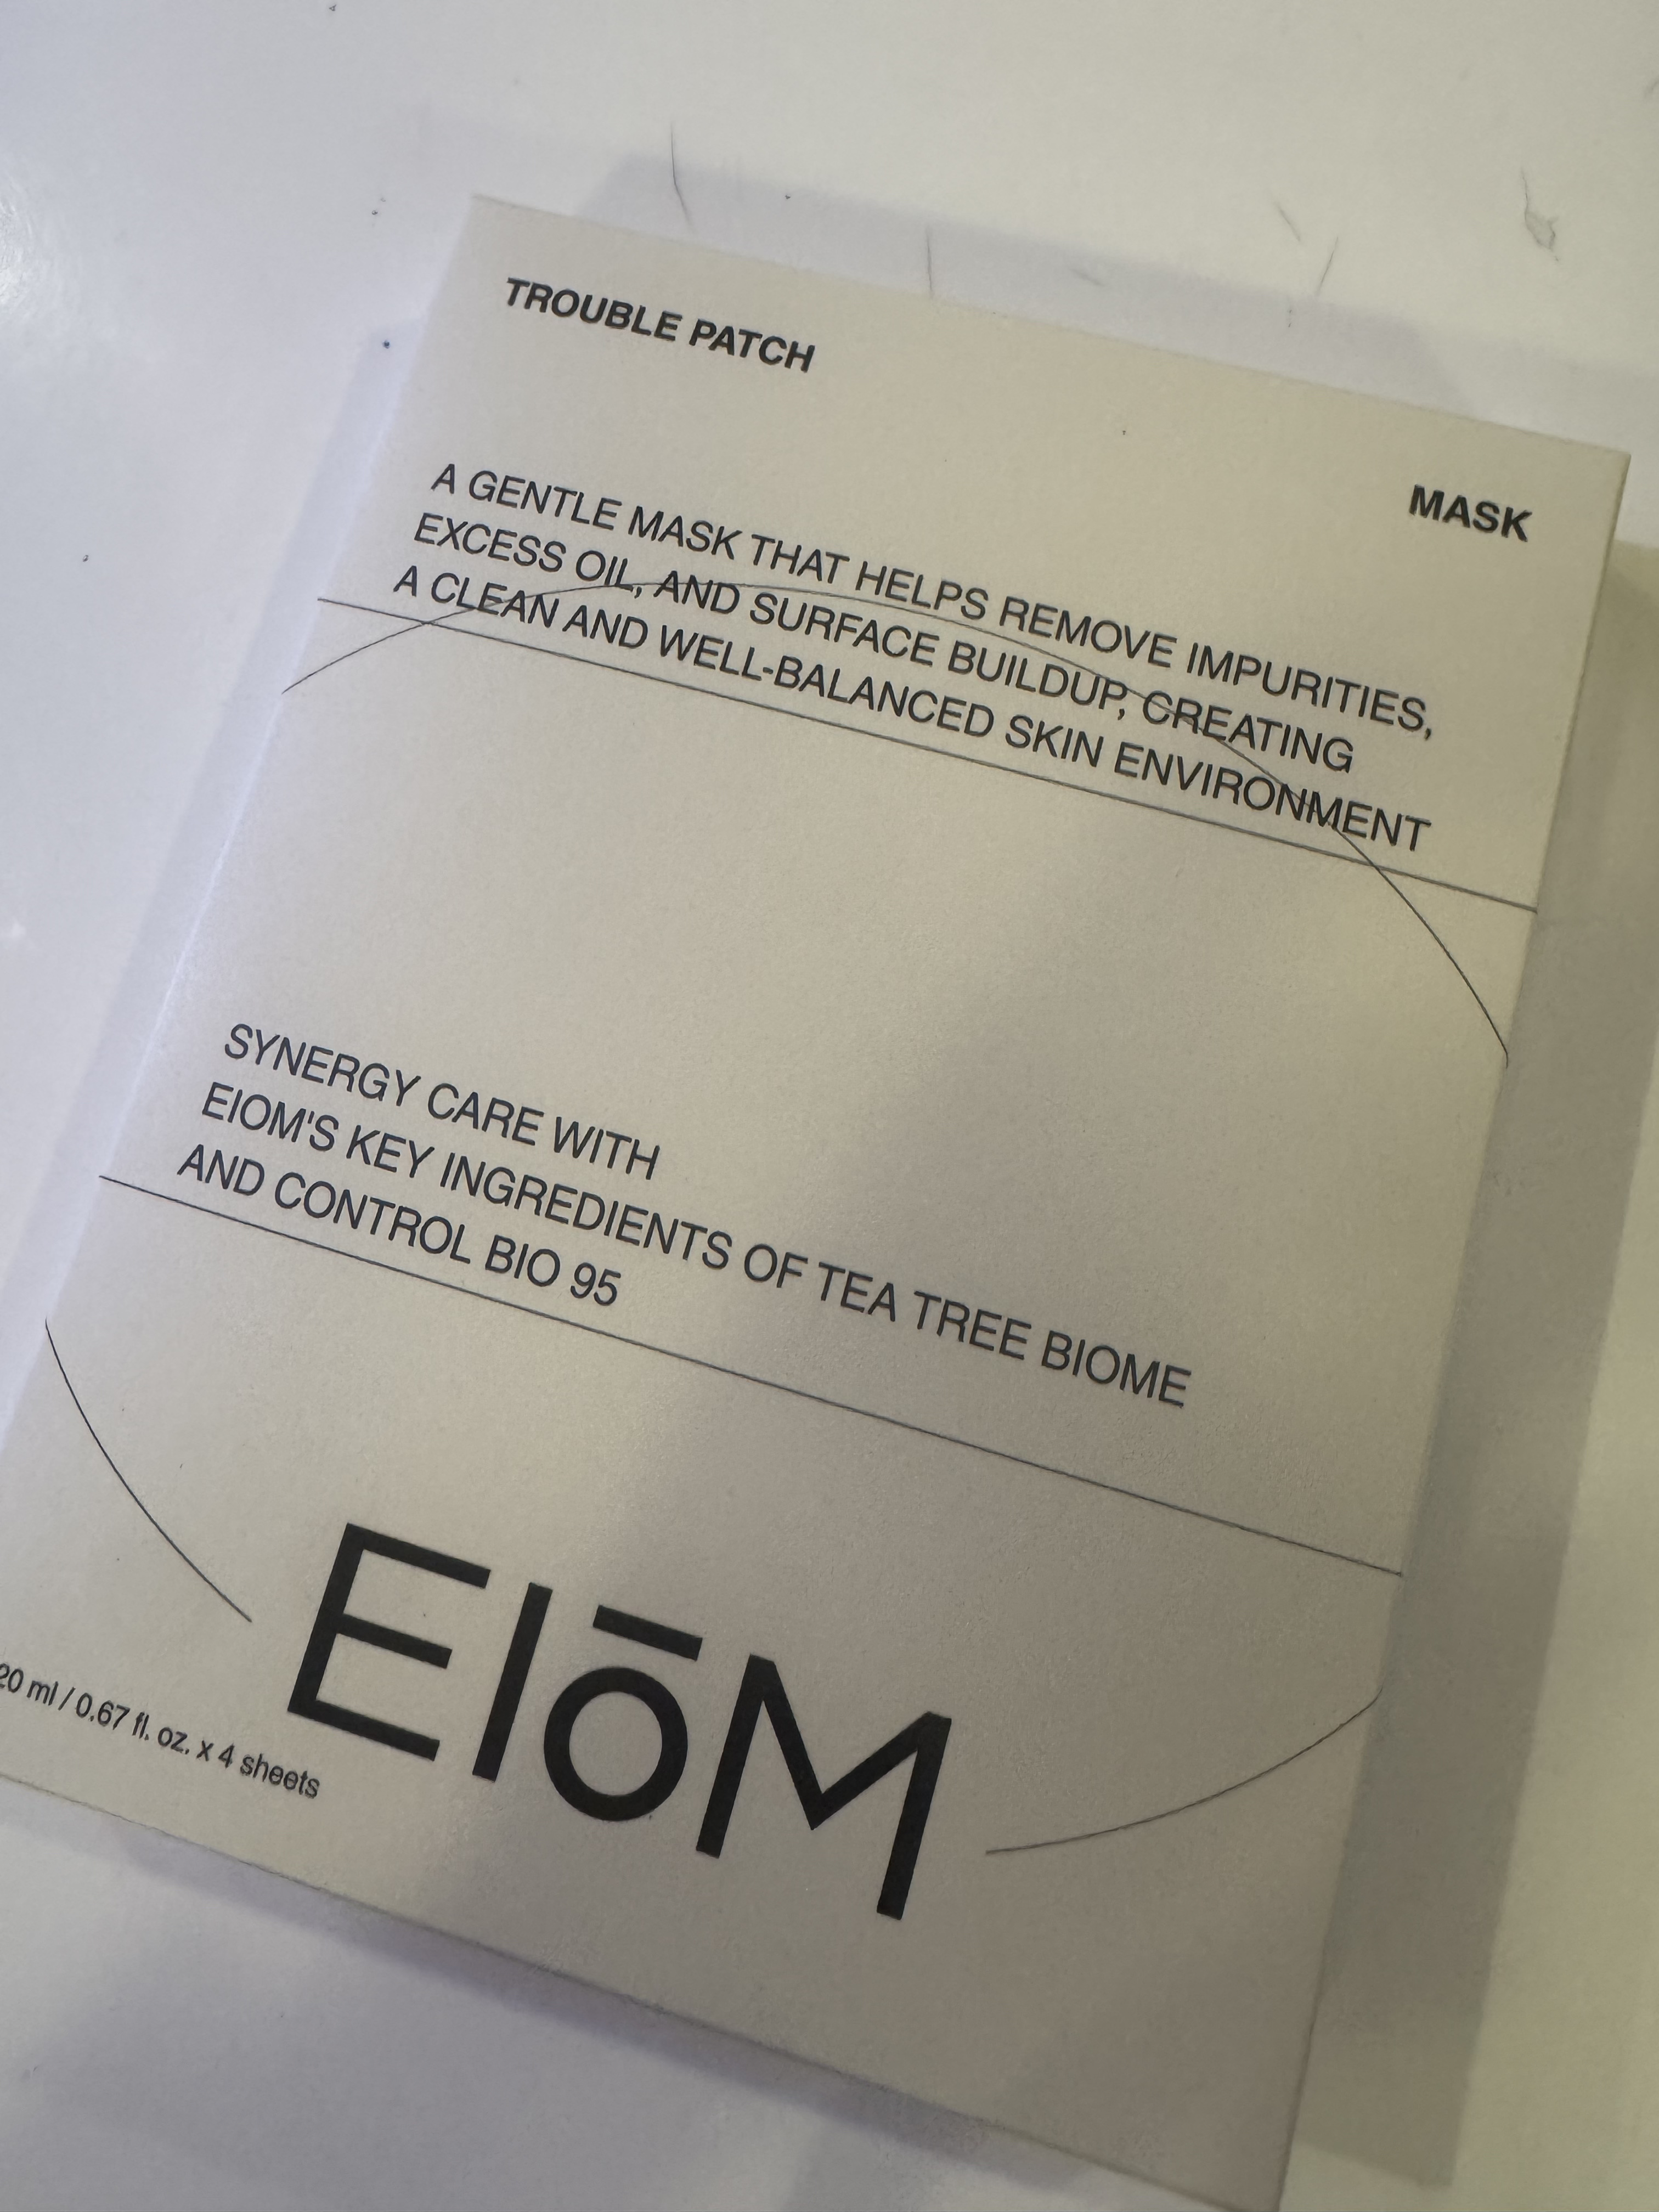 TROUBLE PATCH
MASK
A GENTLE MASK THAT HELPS REMOVE IMPURITIES,
EXCESS OIL, AND SURFACE BUILDUP, CREATING
A CLEAN AND WELL-BALANCED SKIN ENVIRONMENT
SYNERGY CARE WITH
EIOM'S KEY INGREDIENTS OF TEA TREE BIOME
AND CONTROL BIO 95
EIōM
20 ml / 0.67 fl. oz. x 4 sheets